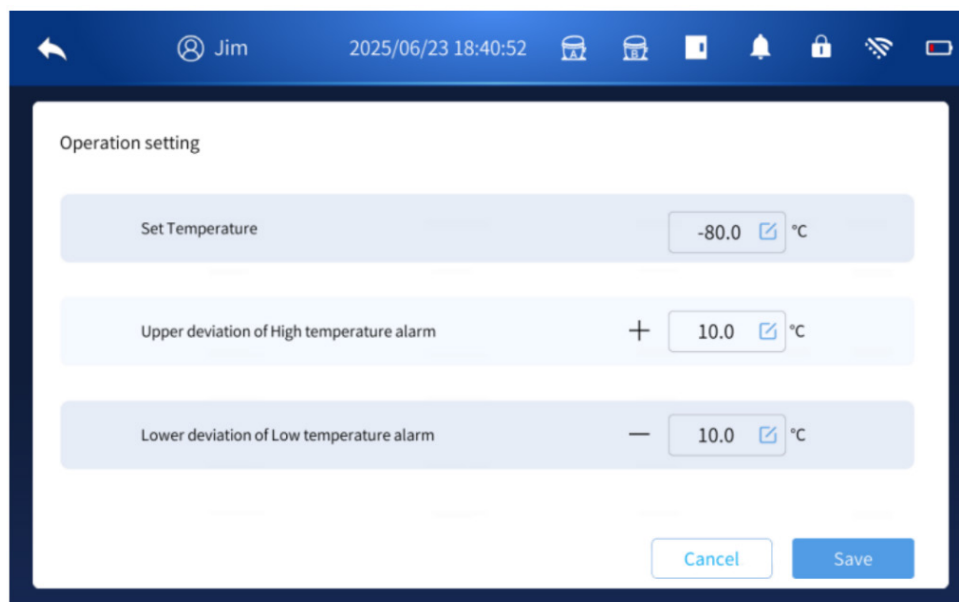 Jim 2025/06/23 18:40:52 A B
Operation setting
Set Temperature -80.0 °C
Upper deviation of High temperature alarm + 10.0 °C
Lower deviation of Low temperature alarm — 10.0 °C
Cancel Save